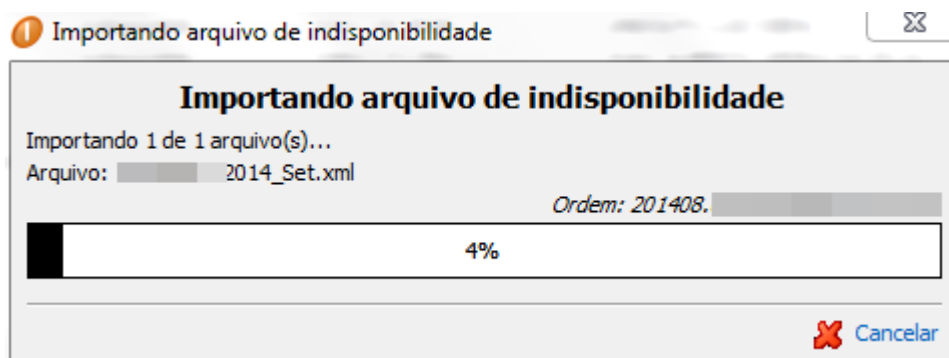 Importando arquivo de indisponibilidade
Importando arquivo de indisponibilidade
Importando 1 de 1 arquivo(s)...
Arquivo: 2014_Set.xml
Ordem: 201408.
4%
Cancelar